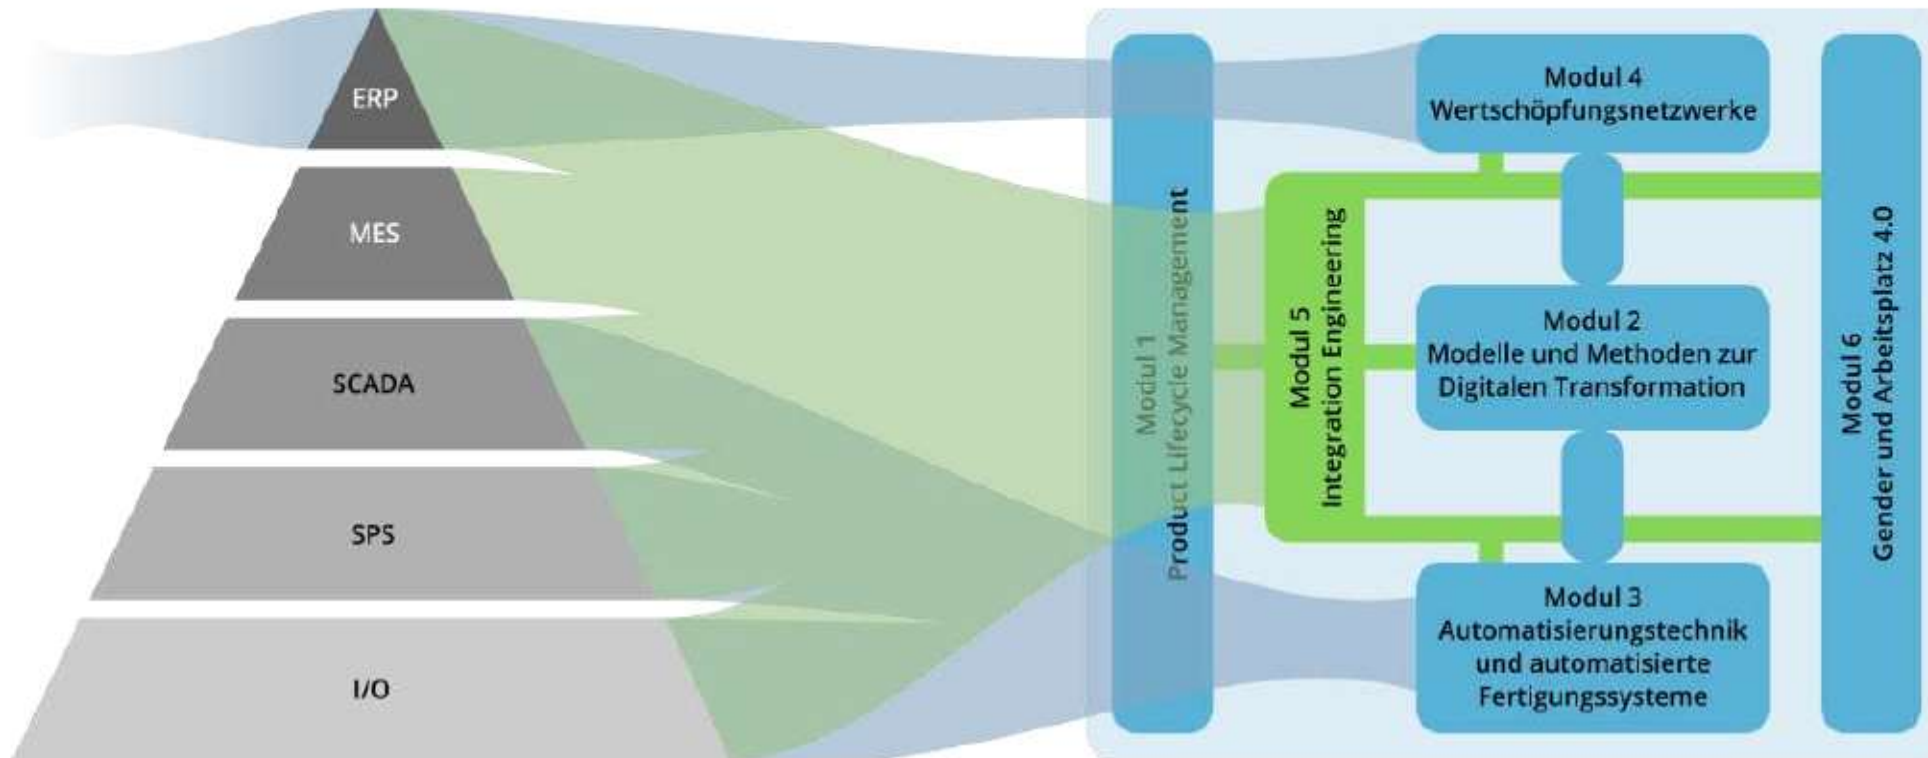 ERP
MES
SCADA
SPS
I/O
Modul 1
Product Lifecycle Management
Modul 5
Integration Engineering
Modul 4
Wertschöpfungsnetzwerke
Modul 2
Modelle und Methoden zur
Digitalen Transformation
Modul 3
Automatisierungstechnik
und automatisierte
Fertigungssysteme
Modul 6
Gender und Arbeitsplatz 4.0